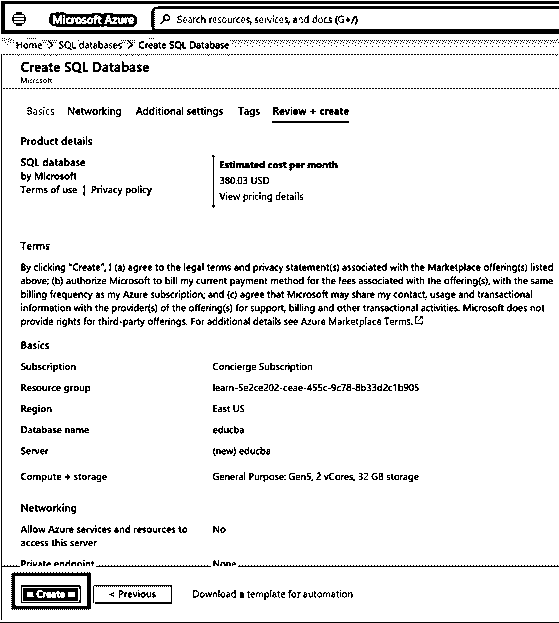 Microsoft Azure
Search resources, services, and docs (G+/)
Home > SQL databases > Create SQL Database
Create SQL Database
Microsoft
Basics Networking Additional settings Tags Review + create
Product details
SQL database
by Microsoft
Terms of use | Privacy policy
Estimated cost per month
380.03 USD
View pricing details
Terms
By clicking "Create", I (a) agree to the legal terms and privacy statement(s) associated with the Marketplace offering(s) listed
above; (b) authorize Microsoft to bill my current payment method for the fees associated with the offering(s), with the same
billing frequency as my Azure subscription; and (c) agree that Microsoft may share my contact, usage and transactional
information with the provider(s) of the offering(s) for support, billing and other transactional activities. Microsoft does not
provide rights for third-party offerings. For additional details see Azure Marketplace Terms.
Basics
Subscription Concierge Subscription
Resource group learn-5e2ce202-ceae-455c-9c78-8b33d2c1b905
Region East US
Database name educba
Server (new) educba
Compute + storage General Purpose: Gen5, 2 vCores, 32 GB storage
Networking
Allow Azure services and resources to No
access this server
Private endpoint None
Create < Previous Download a template for automation